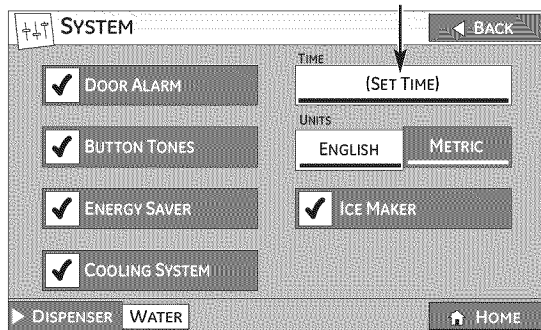 SYSTEM
BACK
DOOR ALARM
BUTTON TONES
ENERGY SAVER
COOLING SYSTEM
TIME
(SET TIME)
UNITS
ENGLISH METRIC
ICE MAKER
DISPENSER WATER
HOME